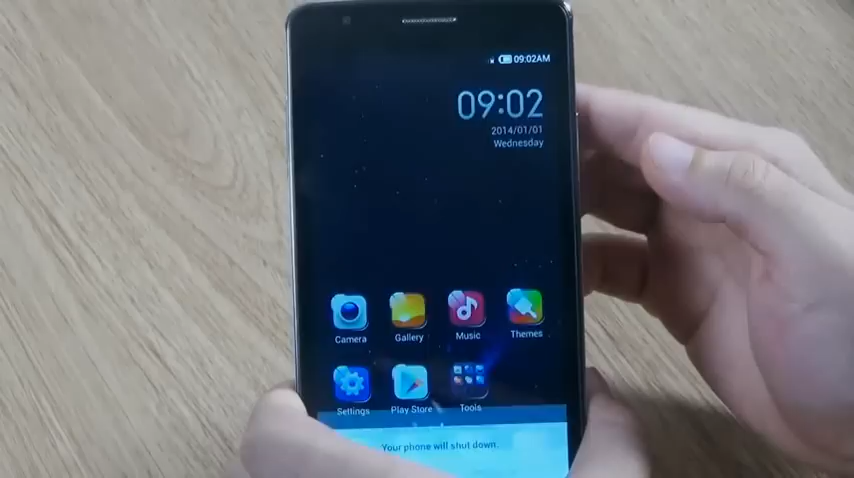 09:02AM
09:02
2014/01/01
Wednesday
Camera Gallery Music Themes
Settings Play Store Tools
Your phone will shut down.